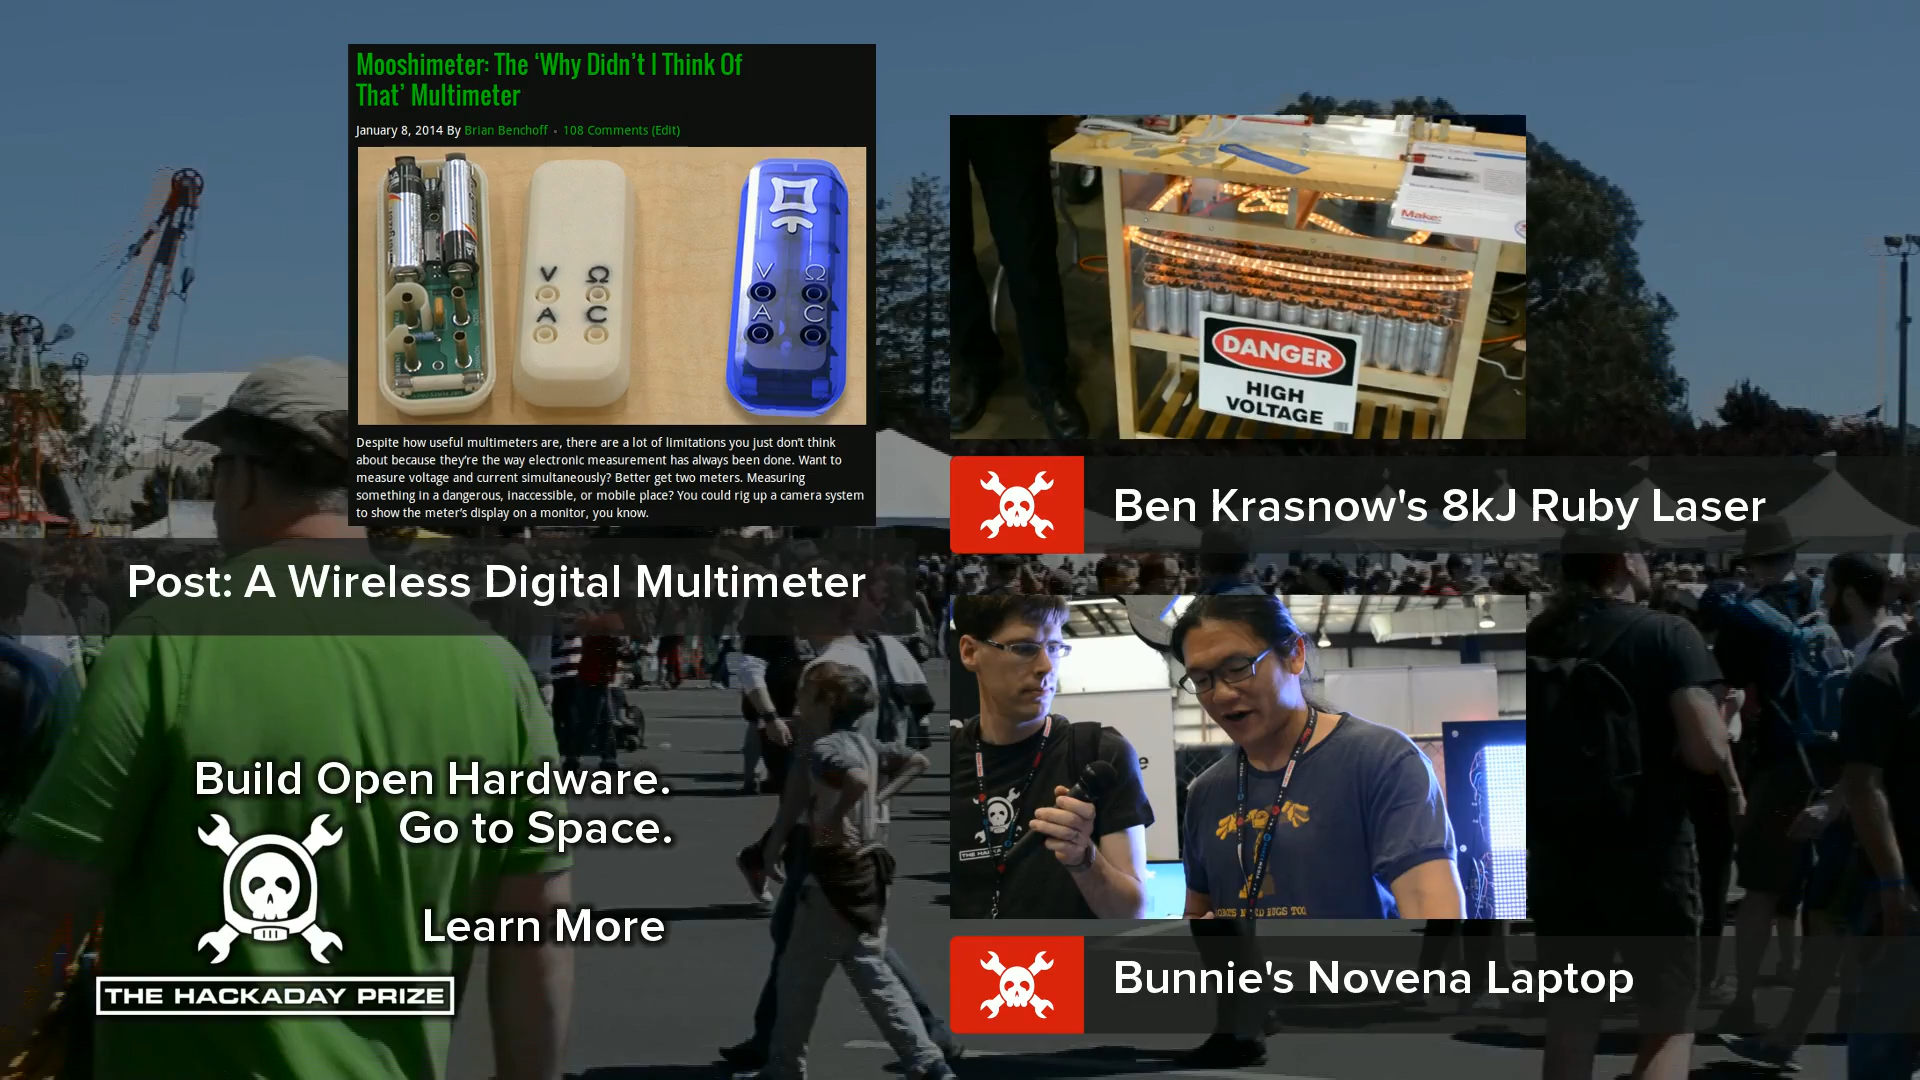 Mooshimeter: The ‘Why Didn’t I Think Of
That’ Multimeter
January 8, 2014 By Brian Benchoff • 108 Comments (Edit)
V Ω
A C
V Ω
A C
Despite how useful multimeters are, there are a lot of limitations you just don’t think
about because they’re the way electronic measurement has always been done. Want to
measure voltage and current simultaneously? Better get two meters. Measuring
something in a dangerous, inaccessible, or mobile place? You could rig up a camera system
to show the meter’s display on a monitor, you know.
Post: A Wireless Digital Multimeter
Build Open Hardware.
Go to Space.
Learn More
THE HACKADAY PRIZE
Make:
DANGER
HIGH
VOLTAGE
Ben Krasnow's 8kJ Ruby Laser
Bunnie's Novena Laptop